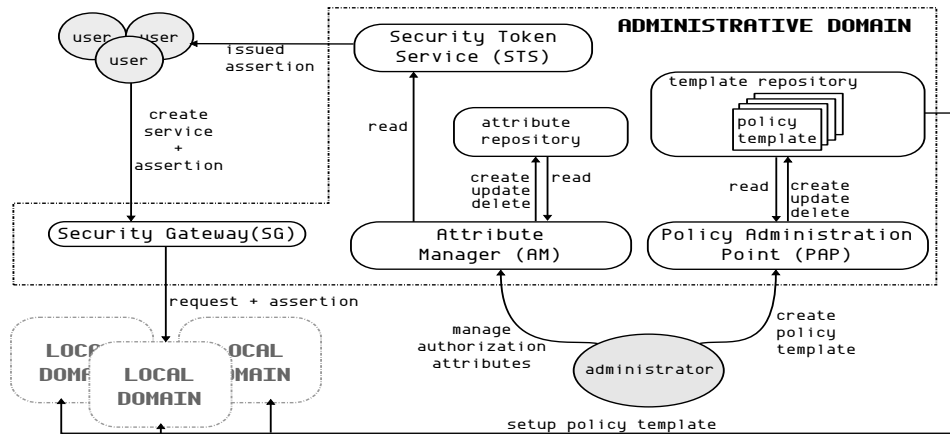 ADMINISTRATIVE DOMAIN
user
user
user
issued
assertion
Security Token
Service (STS)
template repository
policy
template
create
service
+
assertion
read
attribute
repository
create
update
delete
read
read
create
update
delete
Security Gateway(SG)
Attribute
Manager (AM)
Policy Administration
Point (PAP)
request + assertion
manage
authorization
attributes
create
policy
template
administrator
LOCAL
DOMAIN
LOCAL
DOMAIN
LOCAL
DOMAIN
setup policy template